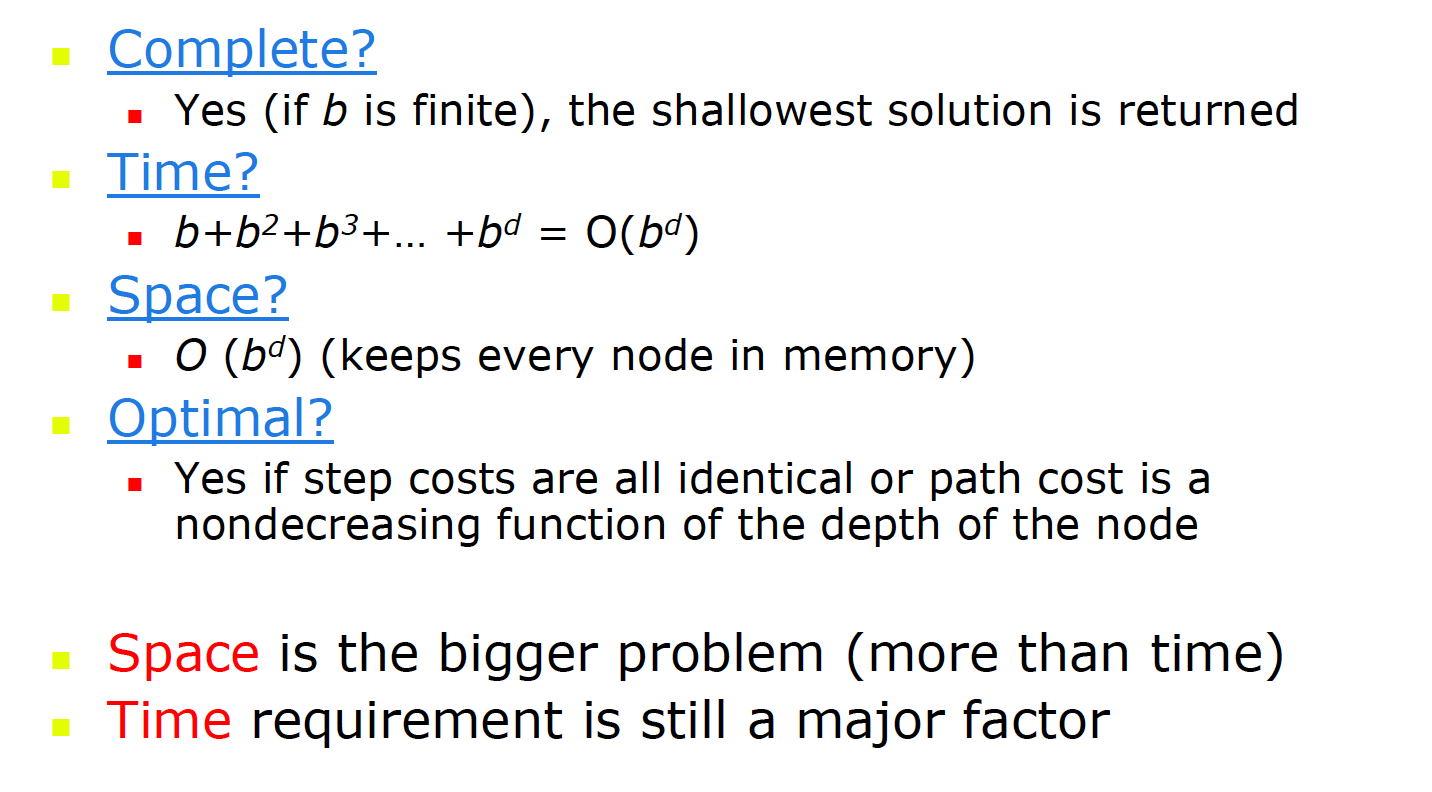 Complete?
Yes (if b is finite), the shallowest solution is returned
Time?
b+b²+b³+… +bᵈ = O(bᵈ)
Space?
O (bᵈ) (keeps every node in memory)
Optimal?
Yes if step costs are all identical or path cost is a
nondecreasing function of the depth of the node
Space is the bigger problem (more than time)
Time requirement is still a major factor